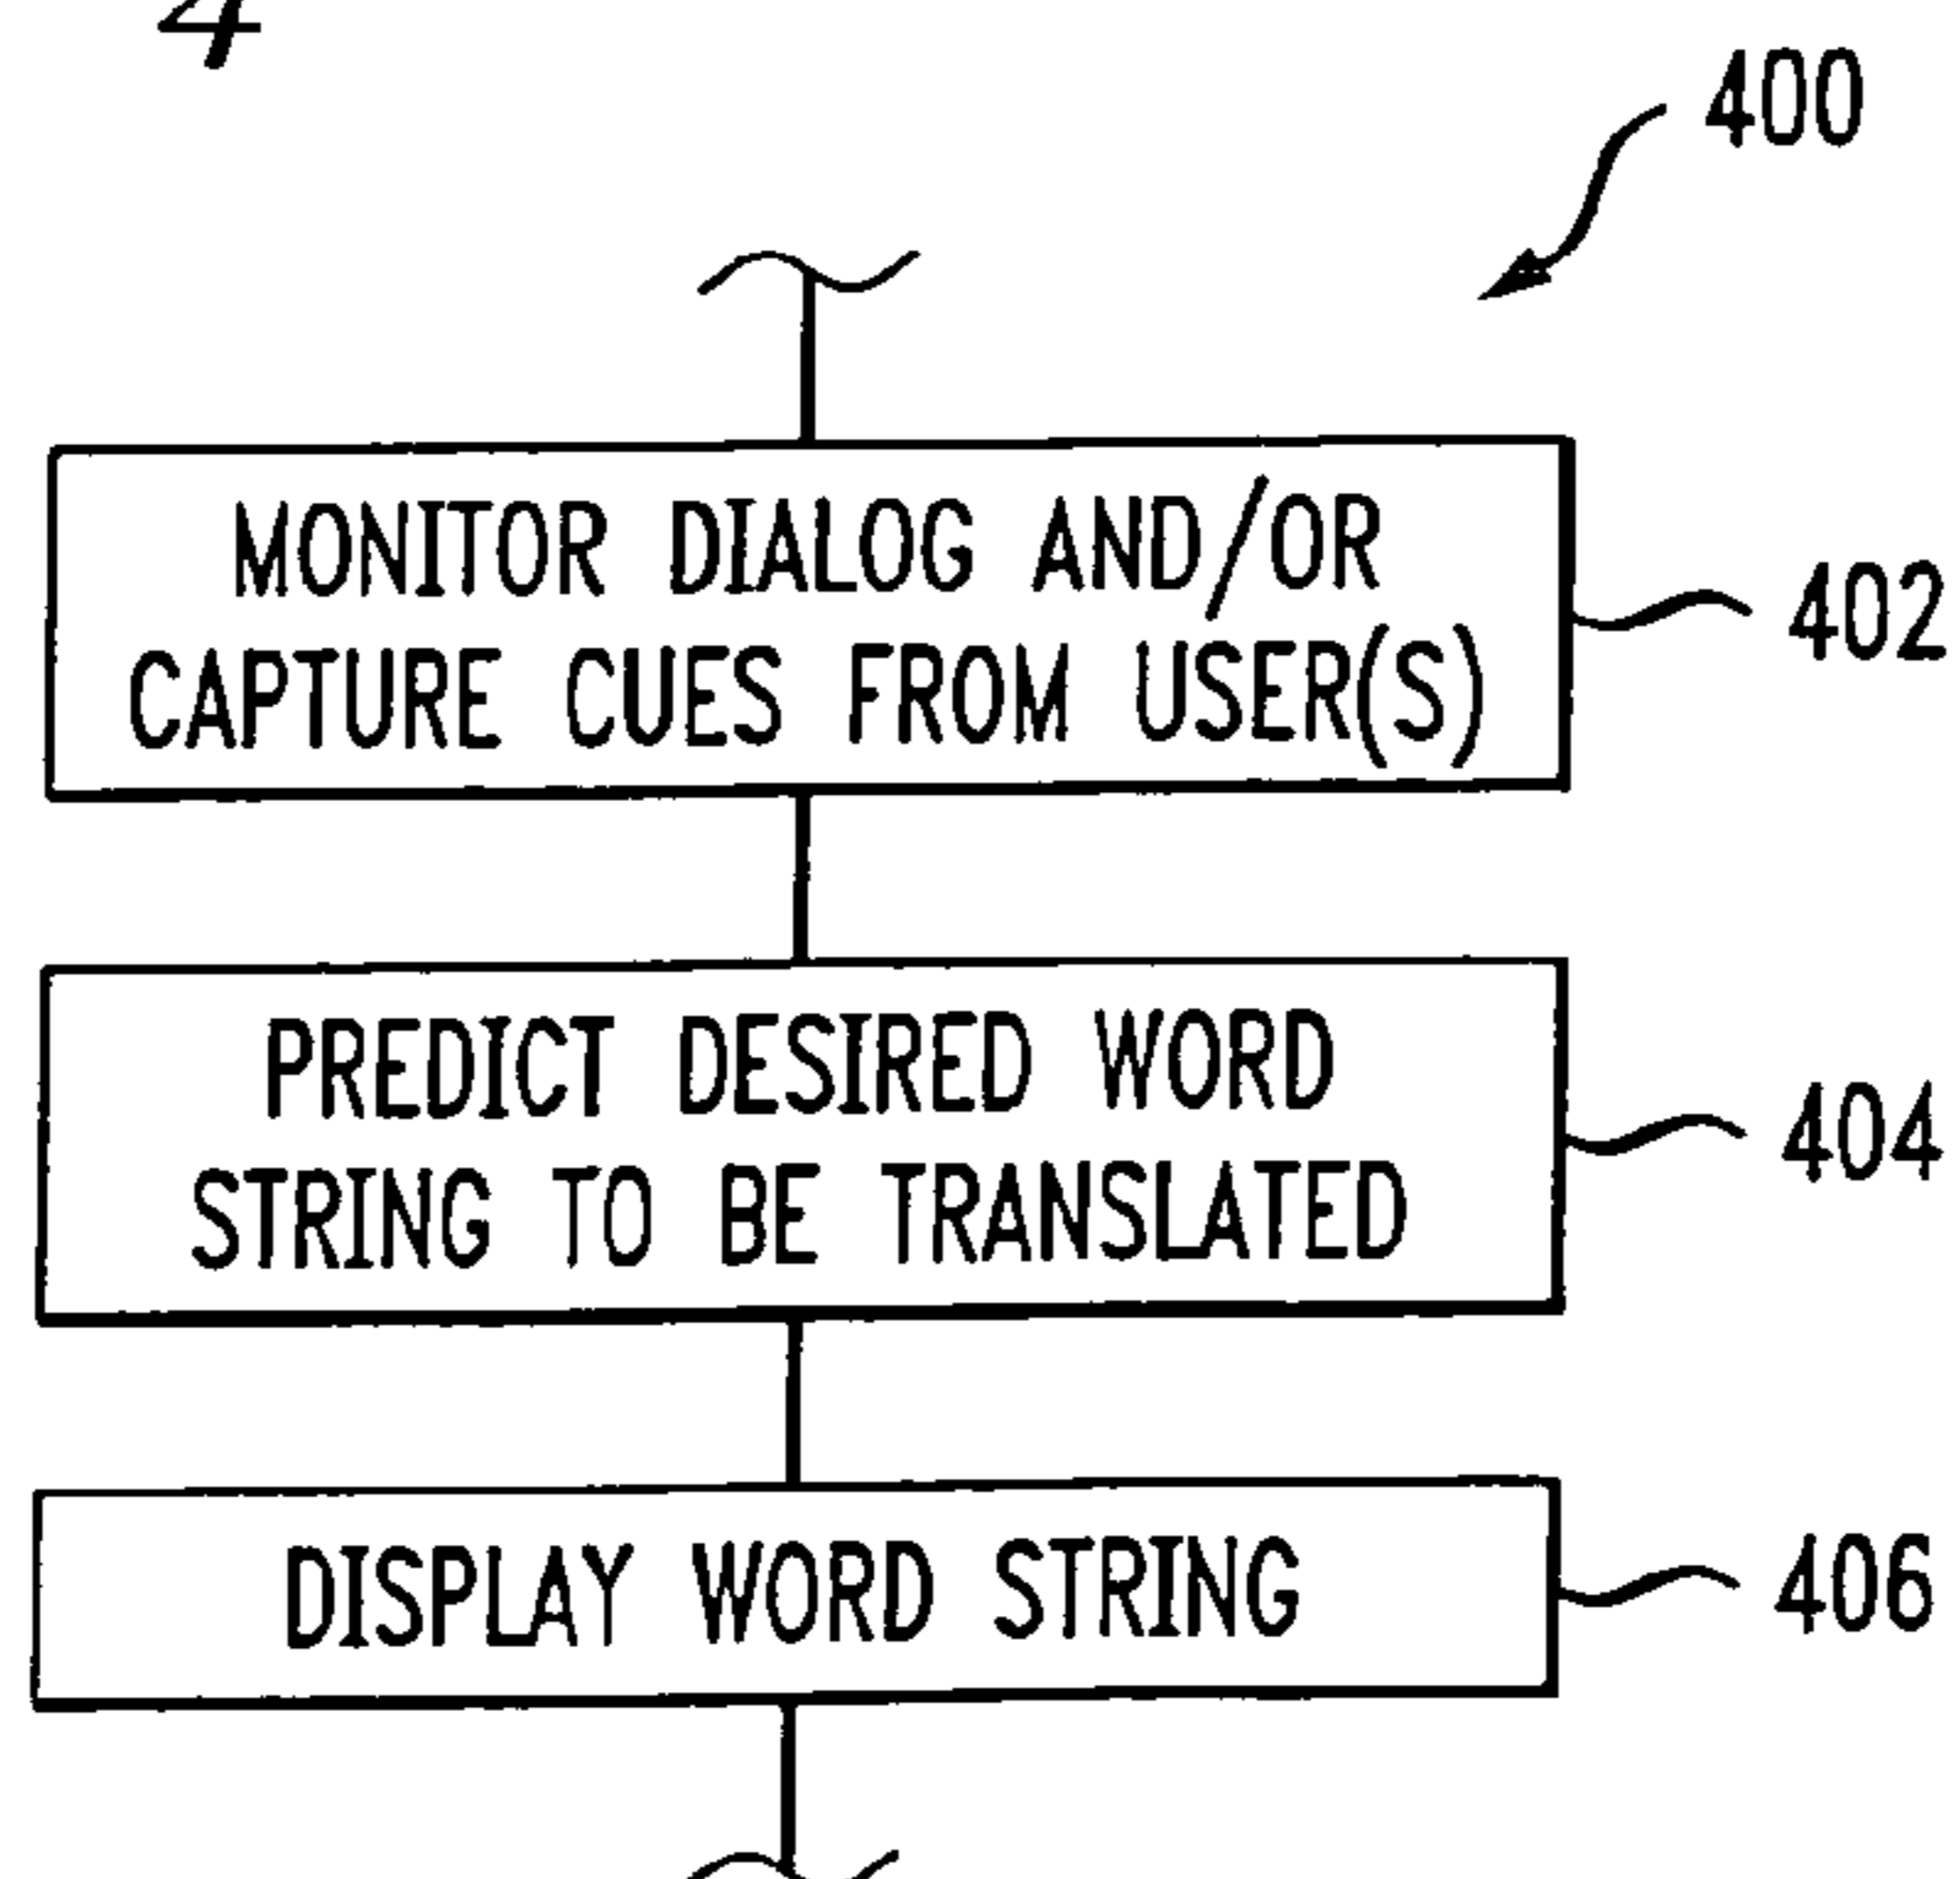 4
400
MONITOR DIALOG AND/OR
CAPTURE CUES FROM USER(S)
402
PREDICT DESIRED WORD
STRING TO BE TRANSLATED
404
DISPLAY WORD STRING
406